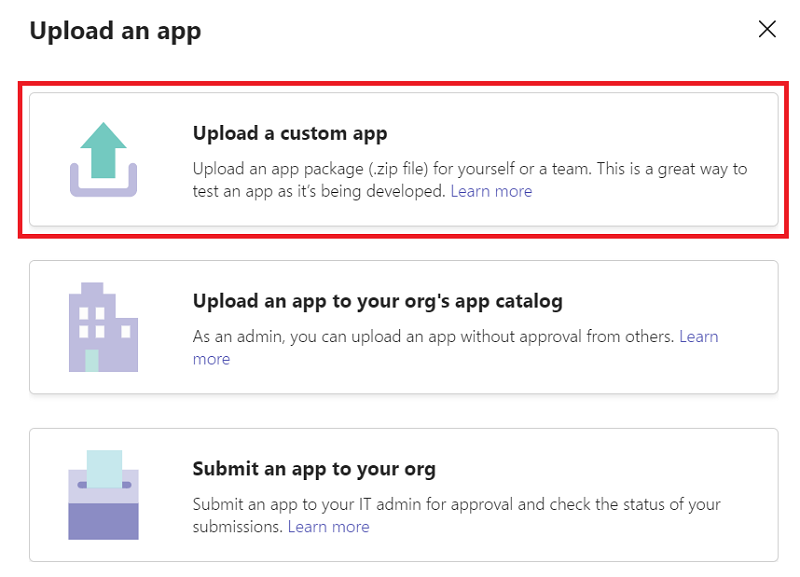 Upload an app
Upload a custom app
Upload an app package (.zip file) for yourself or a team. This is a great way to
test an app as it's being developed. Learn more
Upload an app to your org's app catalog
As an admin, you can upload an app without approval from others. Learn
more
Submit an app to your org
Submit an app to your IT admin for approval and check the status of your
submissions. Learn more